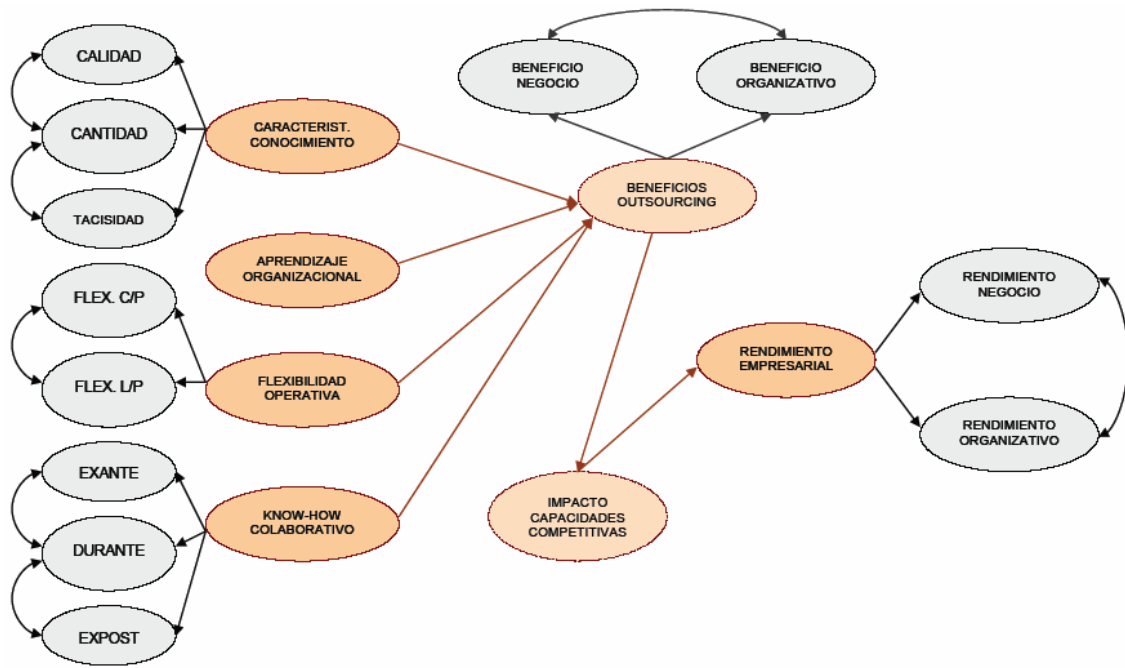 CALIDAD
CANTIDAD
TACISIDAD
CARACTERIST.
CONOCIMIENTO
APRENDIZAJE
ORGANIZACIONAL
FLEX. C/P
FLEX. L/P
FLEXIBILIDAD
OPERATIVA
EXANTE
DURANTE
EXPOST
KNOW-HOW
COLABORATIVO
BENEFICIO
NEGOCIO
BENEFICIO
ORGANIZATIVO
BENEFICIOS
OUTSOURCING
IMPACTO
CAPACIDADES
COMPETITIVAS
RENDIMIENTO
EMPRESARIAL
RENDIMIENTO
NEGOCIO
RENDIMIENTO
ORGANIZATIVO